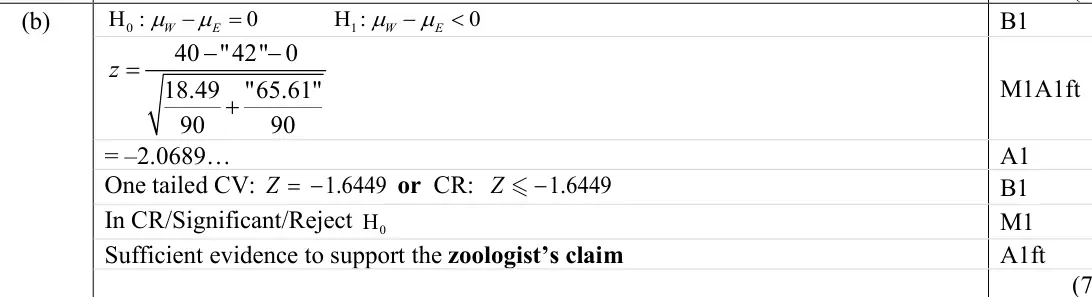 (b) H₀ : μ_W − μ_E = 0 H₁ : μ_W − μ_E < 0 B1
z = (40 − "42" − 0) / √(18.49/90 + "65.61"/90) M1A1ft
= –2.0689… A1
One tailed CV: Z = −1.6449 or CR: Z ⩽ −1.6449 B1
In CR/Significant/Reject H₀ M1
Sufficient evidence to support the zoologist's claim A1ft
(7